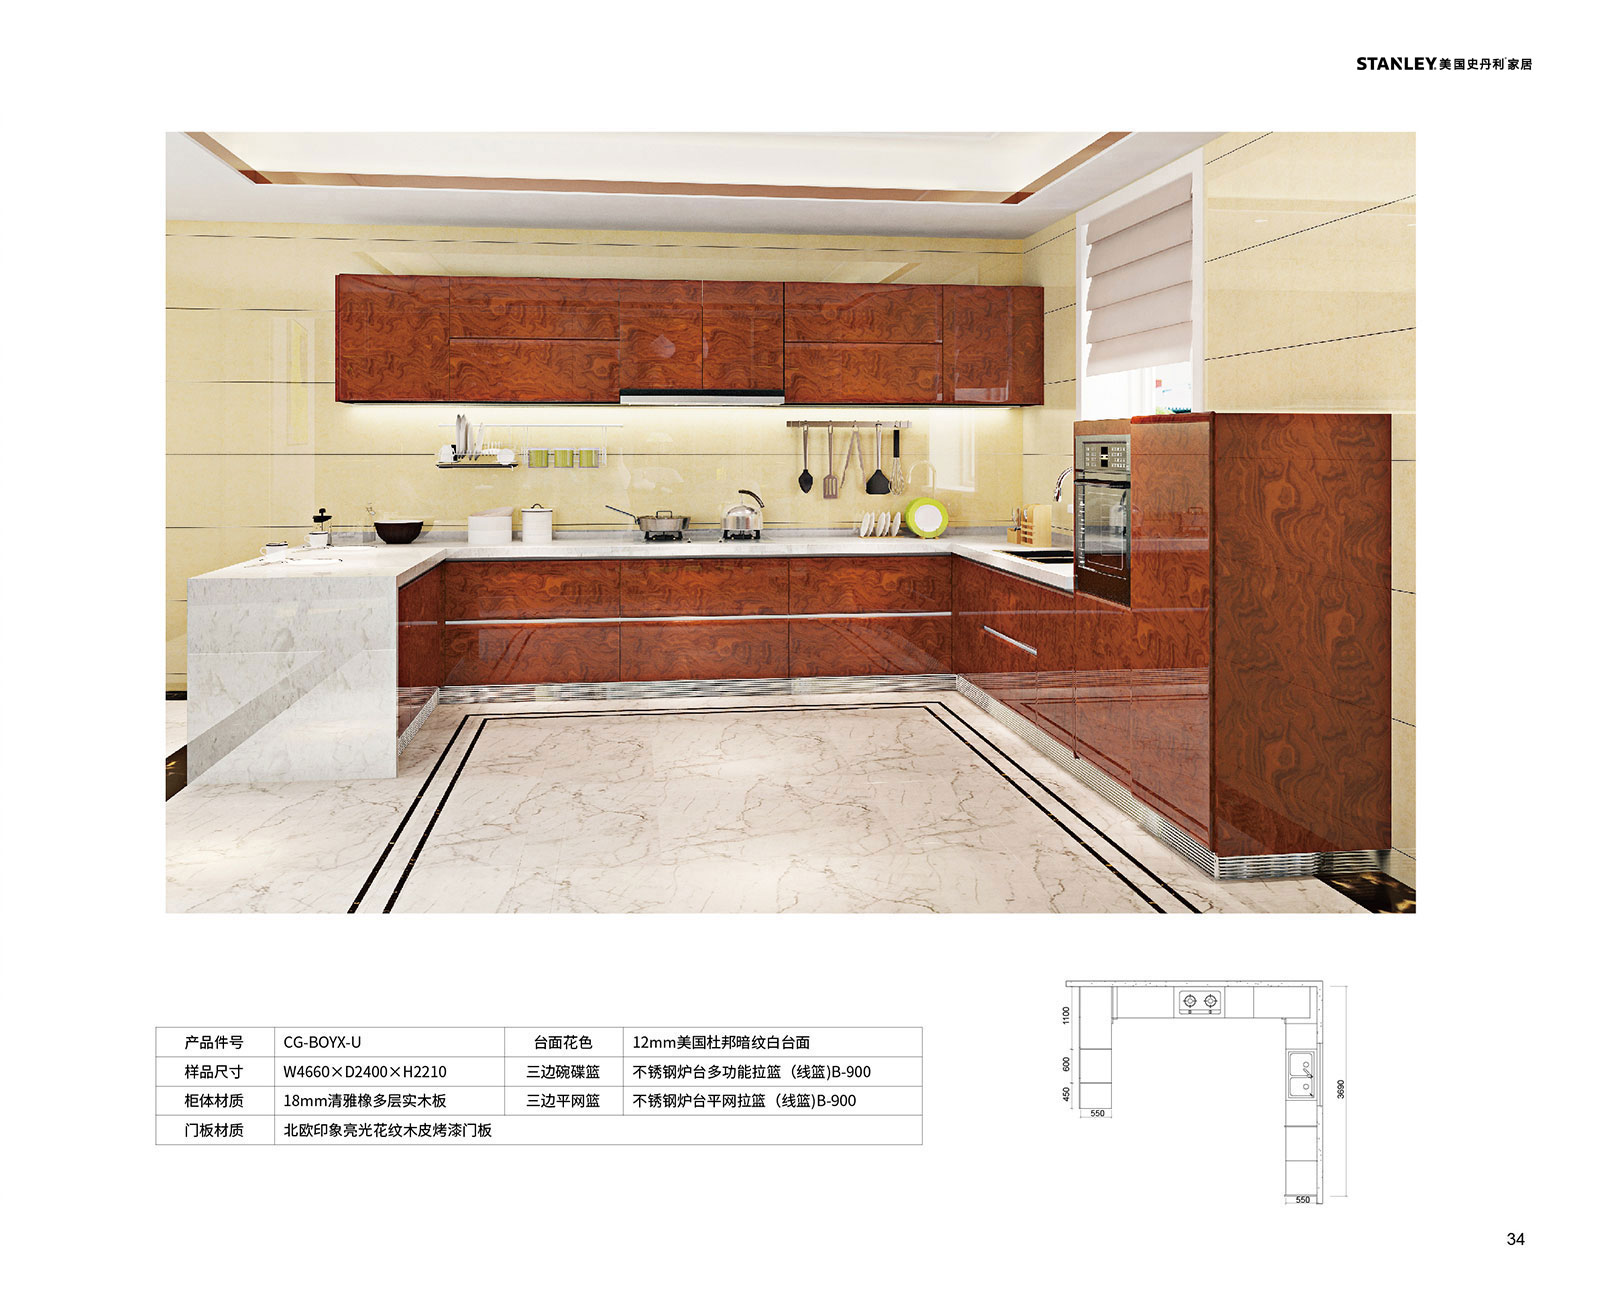 STANLEY.美国史丹利家居
产品件号 CG-BOYX-U 台面花色 12mm美国杜邦暗纹白台面
样品尺寸 W4660×D2400×H2210 三边碗碟篮 不锈钢炉台多功能拉篮（线篮)B-900
柜体材质 18mm清雅橡多层实木板 三边平网篮 不锈钢炉台平网拉篮（线篮)B-900
门板材质 北欧印象亮光花纹木皮烤漆门板
1100
600
450
550
3690
550
34